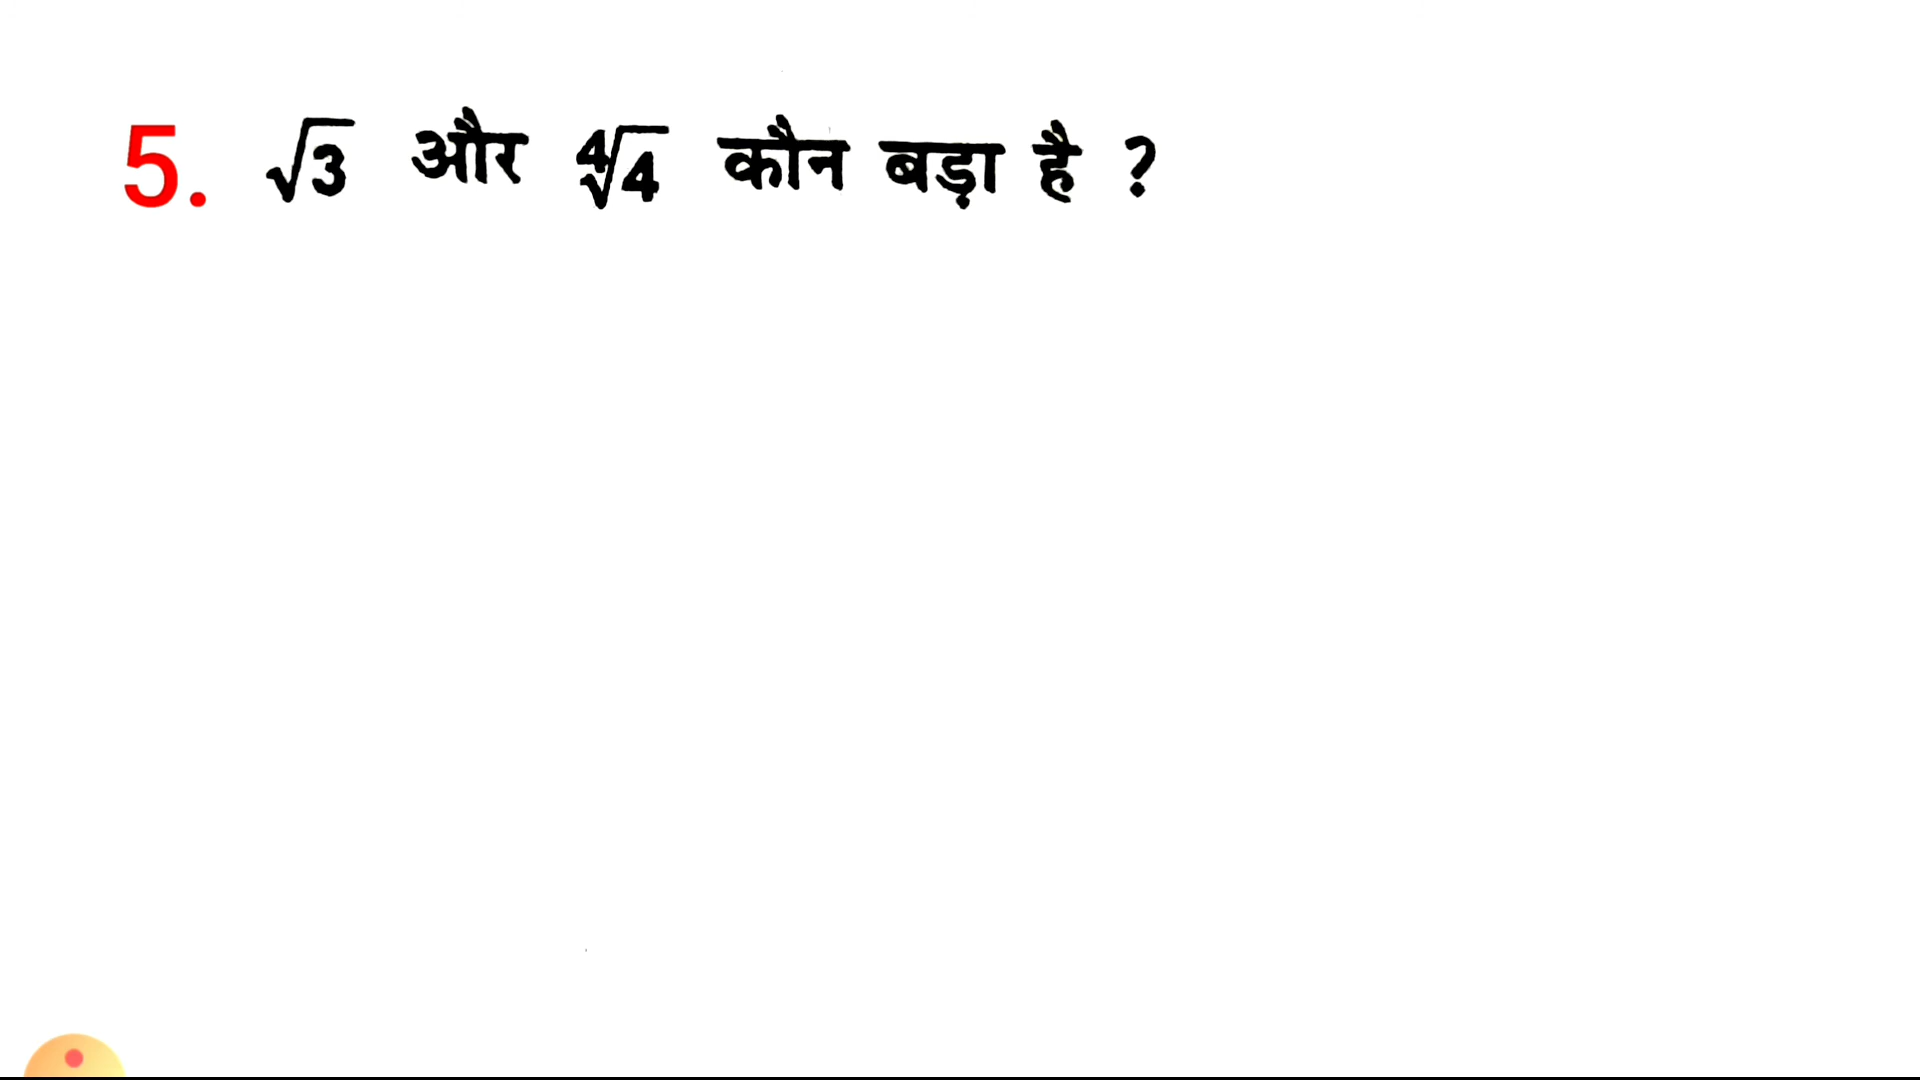 5. √3 और ∜4 कौन बड़ा है ?